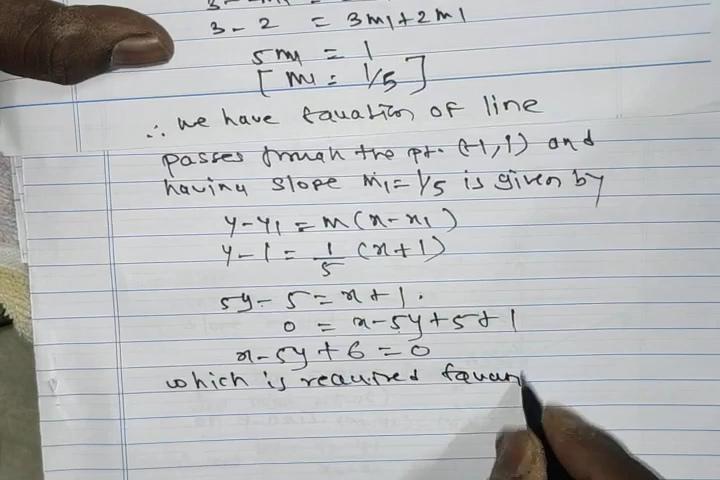 3 - 2 = 3m1 + 2m1
5m1 = 1
[ m1 = 1/5 ]
∴ we have Equation of line
passes through the pt. (-1, 1) and
having slope m1 = 1/5 is given by
y - y1 = m (x - x1)
y - 1 = 1/5 (x + 1)
5y - 5 = x + 1.
0 = x - 5y + 5 + 1
x - 5y + 6 = 0
which is required